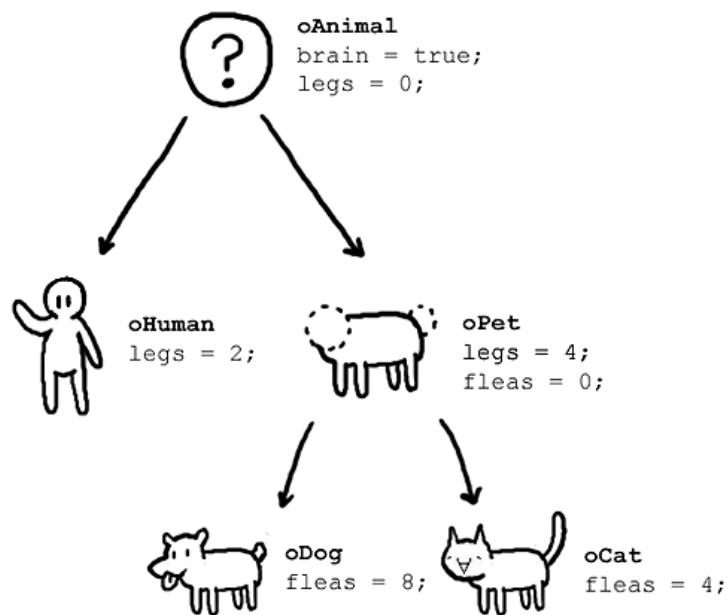 ?
oAnimal
brain = true;
legs = 0;
oHuman
legs = 2;
oPet
legs = 4;
fleas = 0;
oDog
fleas = 8;
oCat
fleas = 4;